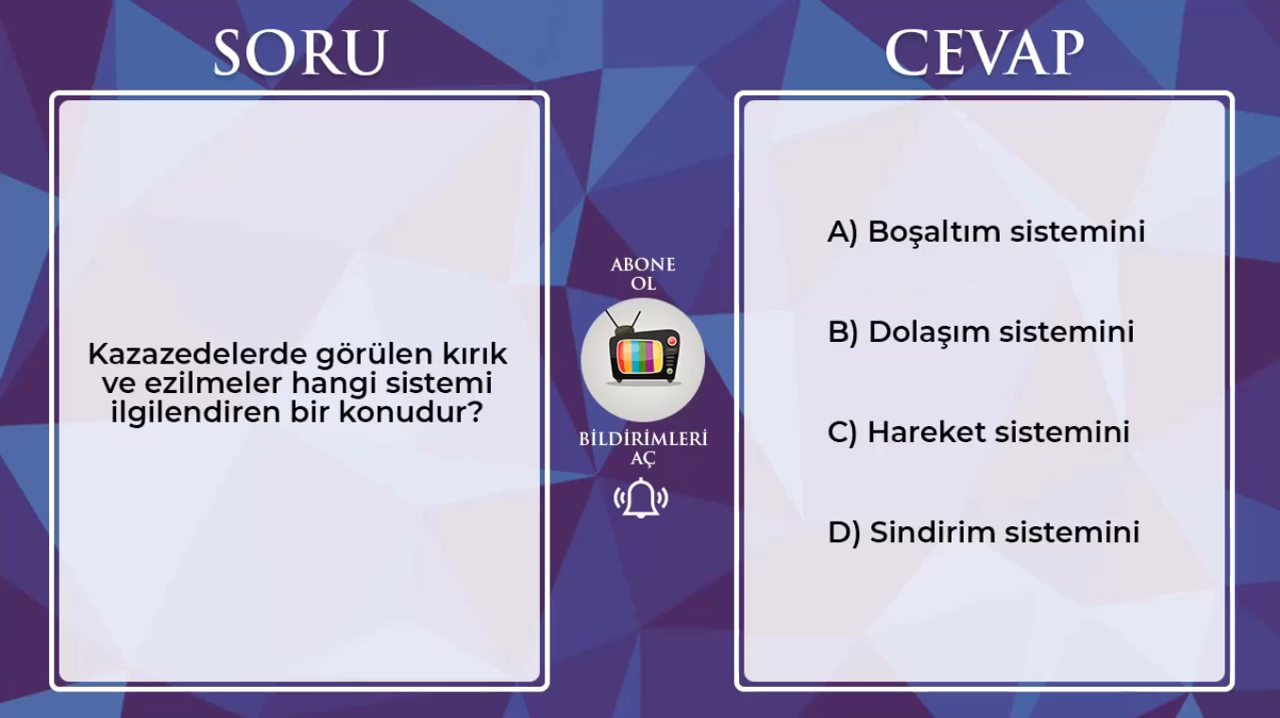 SORU
Kazazedelerde görülen kırık
ve ezilmeler hangi sistemi
ilgilendiren bir konudur?
ABONE
OL
BİLDİRİMLERİ
AÇ
CEVAP
A) Boşaltım sistemini
B) Dolaşım sistemini
C) Hareket sistemini
D) Sindirim sistemini